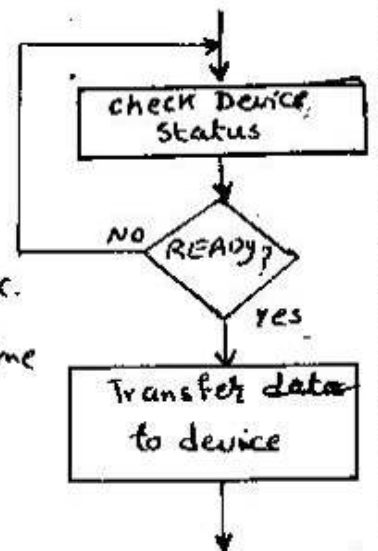 check Device
Status
NO
READY?
Yes
Transfer data
to device